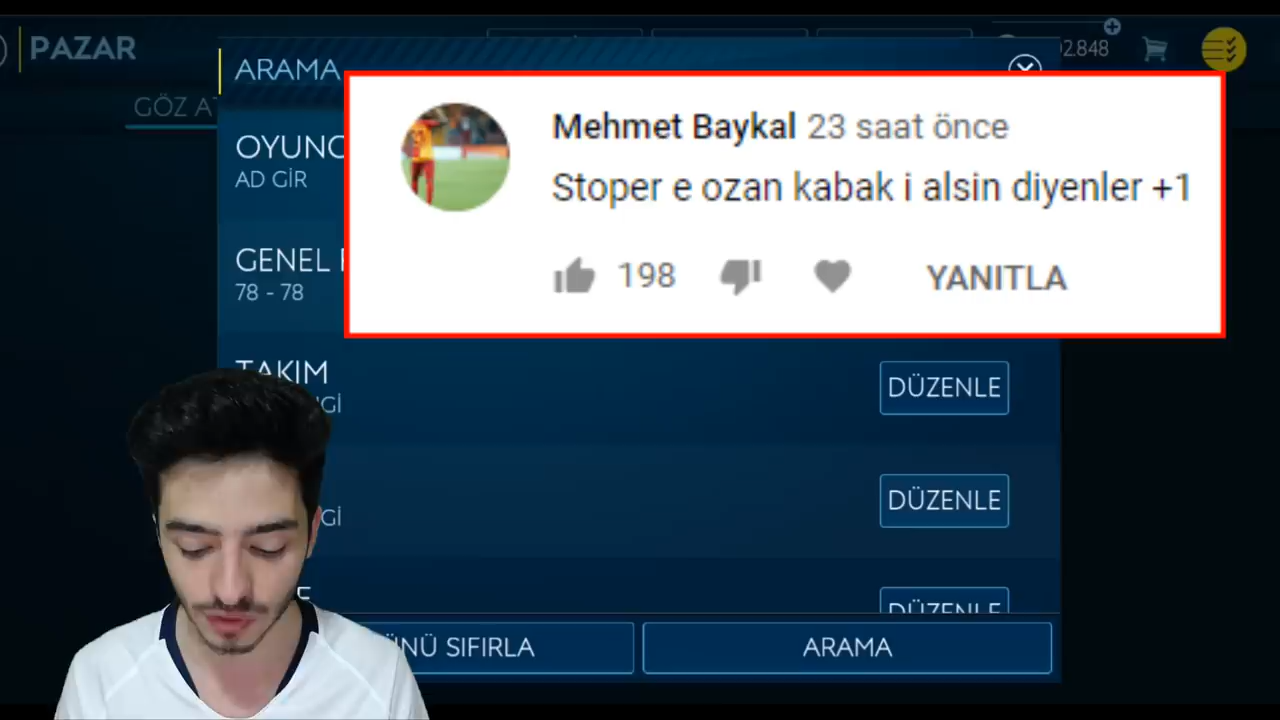 PAZAR
2.848
GÖZ A
ARAMA
Mehmet Baykal 23 saat önce
Stoper e ozan kabak i alsin diyenler +1
198
YANITLA
OYUNC
AD GİR
GENEL
78 - 78
TAKIM
Gİ
DÜZENLE
Gİ
DÜZENLE
DÜZENLE
ÜNÜ SIFIRLA
ARAMA